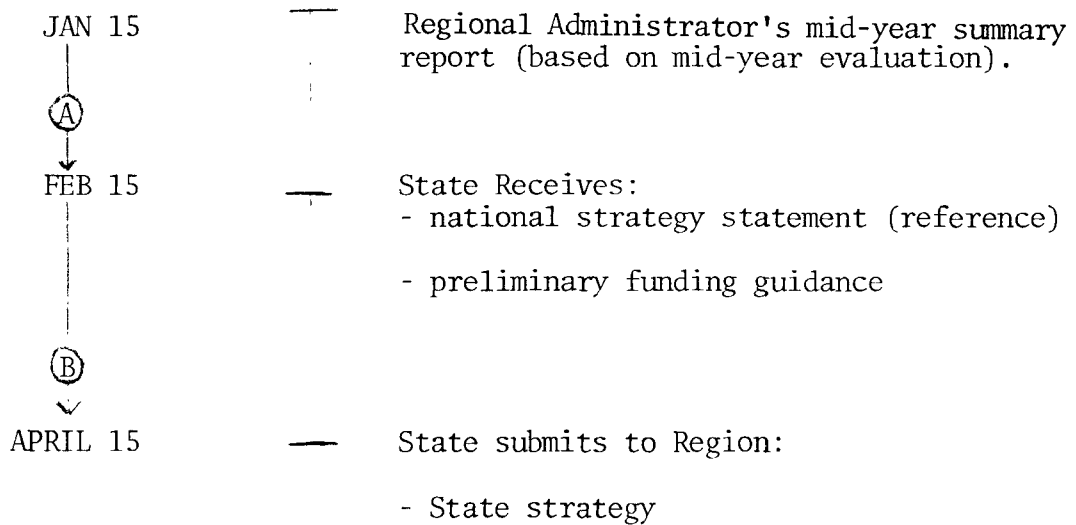 JAN 15 — Regional Administrator's mid-year summary
report (based on mid-year evaluation).
A
FEB 15 — State Receives:
- national strategy statement (reference)
- preliminary funding guidance
B
APRIL 15 — State submits to Region:
- State strategy